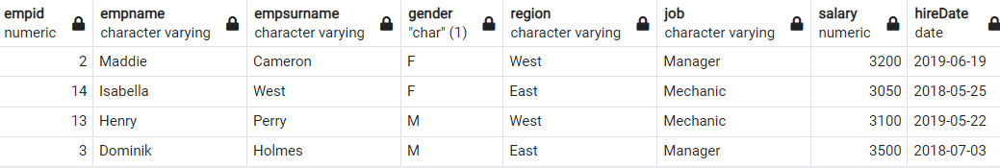 empid empname empsurname gender region job salary hireDate
numeric character varying character varying "char" (1) character varying character varying numeric date
2 Maddie Cameron F West Manager 3200 2019-06-19
14 Isabella West F East Mechanic 3050 2018-05-25
13 Henry Perry M West Mechanic 3100 2019-05-22
3 Dominik Holmes M East Manager 3500 2018-07-03